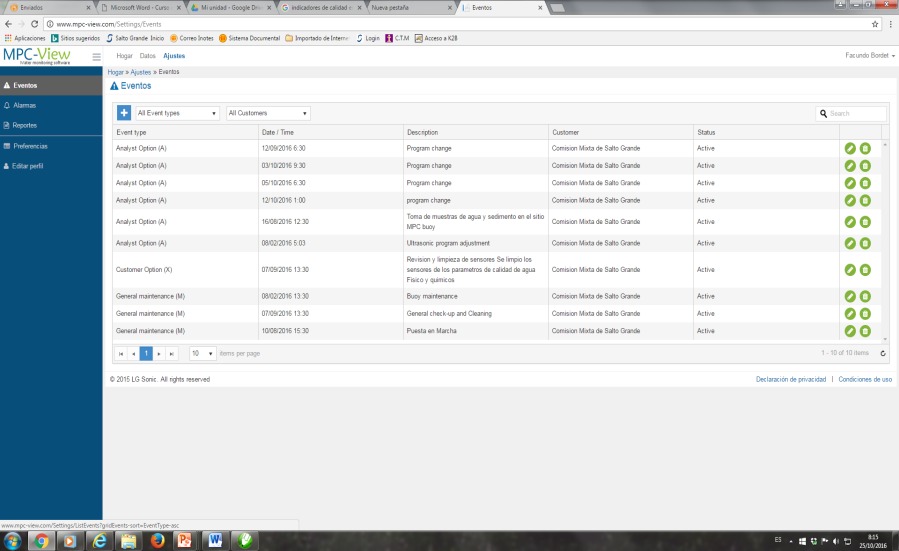 Enviados
Microsoft Word - Curso
Mi unidad - Google Driv
indicadores de calidad e
Nueva pestaña
Eventos
www.mpc-view.com/Settings/Events
Aplicaciones Sitios sugeridos Salto Grande Inicio Correo Inotes Sistema Documental Importado de Interne Login C.T.M Acceso a K2B
MPC-View
Water monitoring software
Hogar Datos Ajustes
Facundo Bordet
Hogar » Ajustes » Eventos
Eventos
Alarmas
Reportes
Preferencias
Editar perfil
Eventos
All Event types All Customers Search
Event type Date / Time Description Customer Status
Analyst Option (A) 12/09/2016 6:30 Program change Comision Mixta de Salto Grande Active
Analyst Option (A) 03/10/2016 9:30 Program change Comision Mixta de Salto Grande Active
Analyst Option (A) 05/10/2016 6:30 Program change Comision Mixta de Salto Grande Active
Analyst Option (A) 12/10/2016 1:00 program change Comision Mixta de Salto Grande Active
Analyst Option (A) 16/08/2016 12:30 Toma de muestras de agua y sedimento en el sitio
MPC buoy Comision Mixta de Salto Grande Active
Analyst Option (A) 08/02/2016 5:03 Ultrasonic program adjustment Comision Mixta de Salto Grande Active
Customer Option (X) 07/09/2016 13:30 Revision y limpieza de sensores Se limpio los
sensores de los parametros de calidad de agua
Fisico y quimicos Comision Mixta de Salto Grande Active
General maintenance (M) 08/02/2016 13:30 Buoy maintenance Comision Mixta de Salto Grande Active
General maintenance (M) 07/09/2016 13:30 General check-up and Cleaning Comision Mixta de Salto Grande Active
General maintenance (M) 10/08/2016 15:30 Puesta en Marcha Comision Mixta de Salto Grande Active
1 10 items per page 1 - 10 of 10 items
© 2015 LG Sonic. All rights reserved
Declaración de privacidad | Condiciones de uso
www.mpc-view.com/Settings/ListEvents?gridEvents-sort=EventType-asc
ES
8:15
25/10/2016